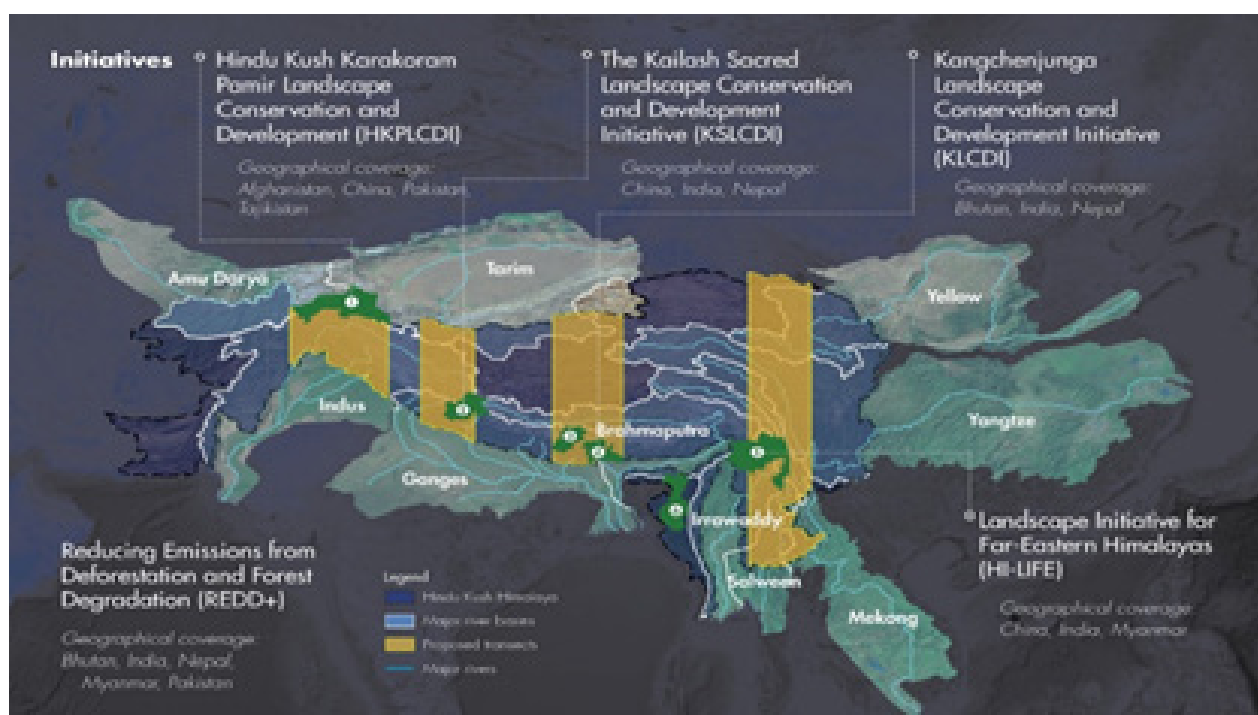 Initiatives
Hindu Kush Karakoram
Pamir Landscape
Conservation and
Development (HKPLCDI)
Geographical coverage:
Afghanistan, China, Pakistan,
Tajikistan
The Kailash Sacred
Landscape Conservation
and Development
Initiative (KSLCDI)
Geographical coverage:
China, India, Nepal
Kangchenjunga
Landscape
Conservation and
Development Initiative
(KLCDI)
Geographical coverage:
Bhutan, India, Nepal
Amu Darya
Tarim
Yellow
Indus
Brahmaputra
Yangtze
Ganges
Irrawaddy
Salween
Mekong
Landscape Initiative for
Far-Eastern Himalayas
(HI-LIFE)
Geographical coverage:
China, India, Myanmar
Reducing Emissions from
Deforestation and Forest
Degradation (REDD+)
Geographical coverage:
Bhutan, India, Nepal,
Myanmar, Pakistan
Legend
Hindu Kush Himalaya
Major river basins
Proposed transects
Major rivers